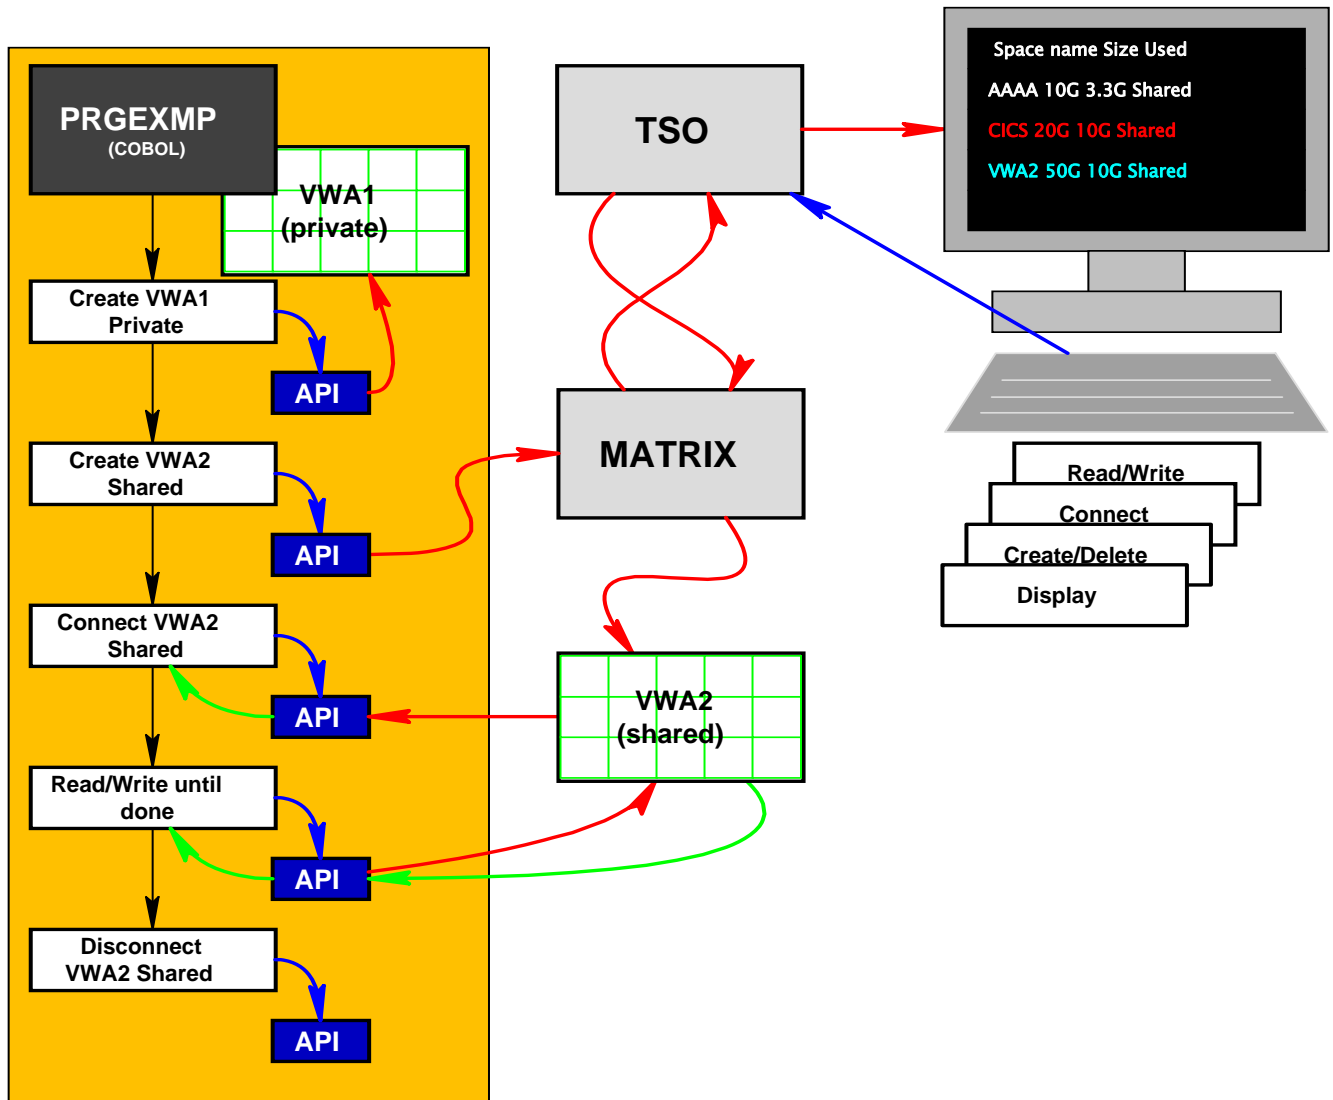 PRGEXMP
(COBOL)
VWA1
(private)
Create VWA1
Private
API
Create VWA2
Shared
API
Connect VWA2
Shared
API
Read/Write until
done
API
Disconnect
VWA2 Shared
API
TSO
MATRIX
VWA2
(shared)
Space name Size Used
AAAA 10G 3.3G Shared
CICS 20G 10G Shared
VWA2 50G 10G Shared
Read/Write
Connect
Create/Delete
Display